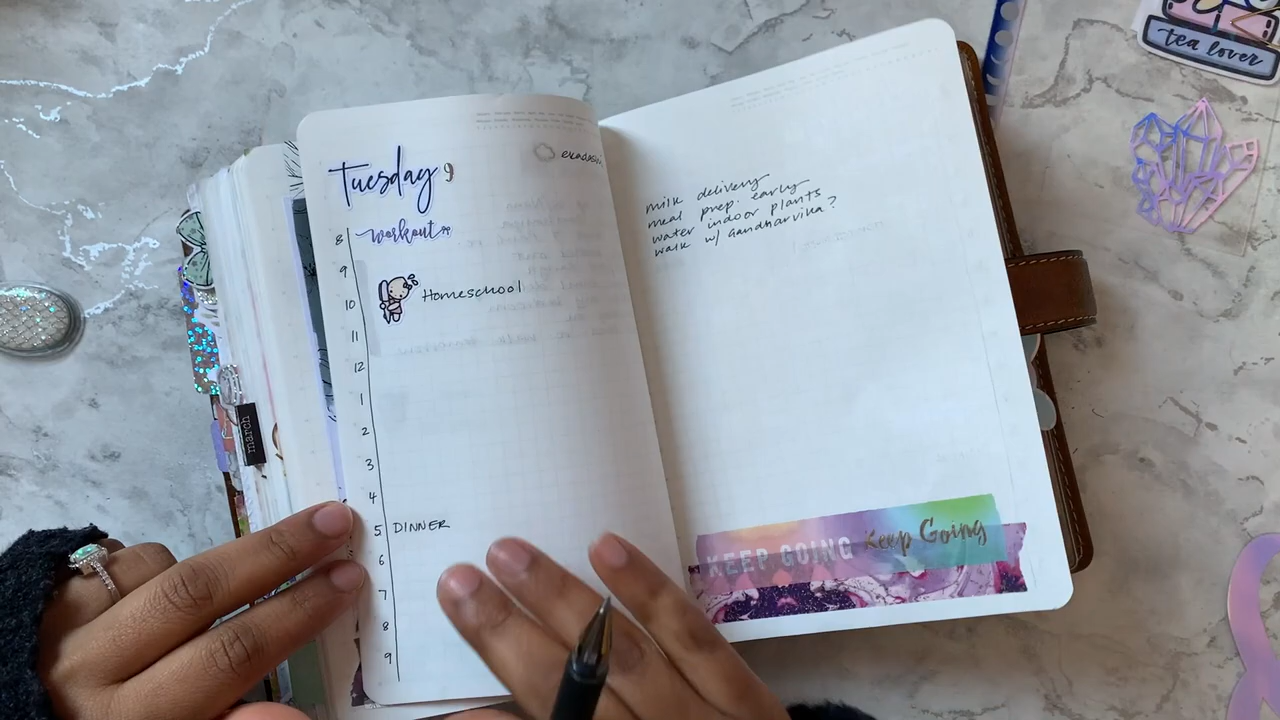 Tuesday 9
workout
8
9
10 Homeschool
11
12
1
2
3
4
5 DINNER
6
7
8
9
milk delivery
meal prep. early
water indoor plants
walk w/ Gandharvika?
KEEP GOING Keep Going
march
tea lover